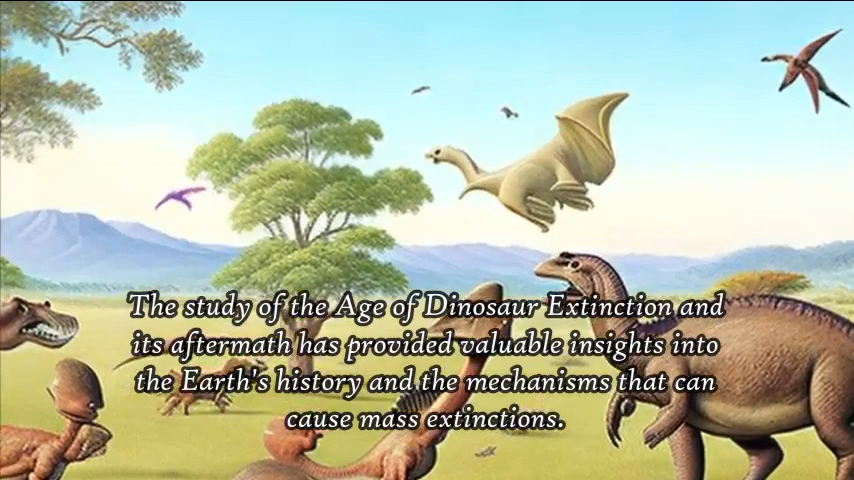 The study of the Age of Dinosaur Extinction and
its aftermath has provided valuable insights into
the Earth's history and the mechanisms that can
cause mass extinctions.